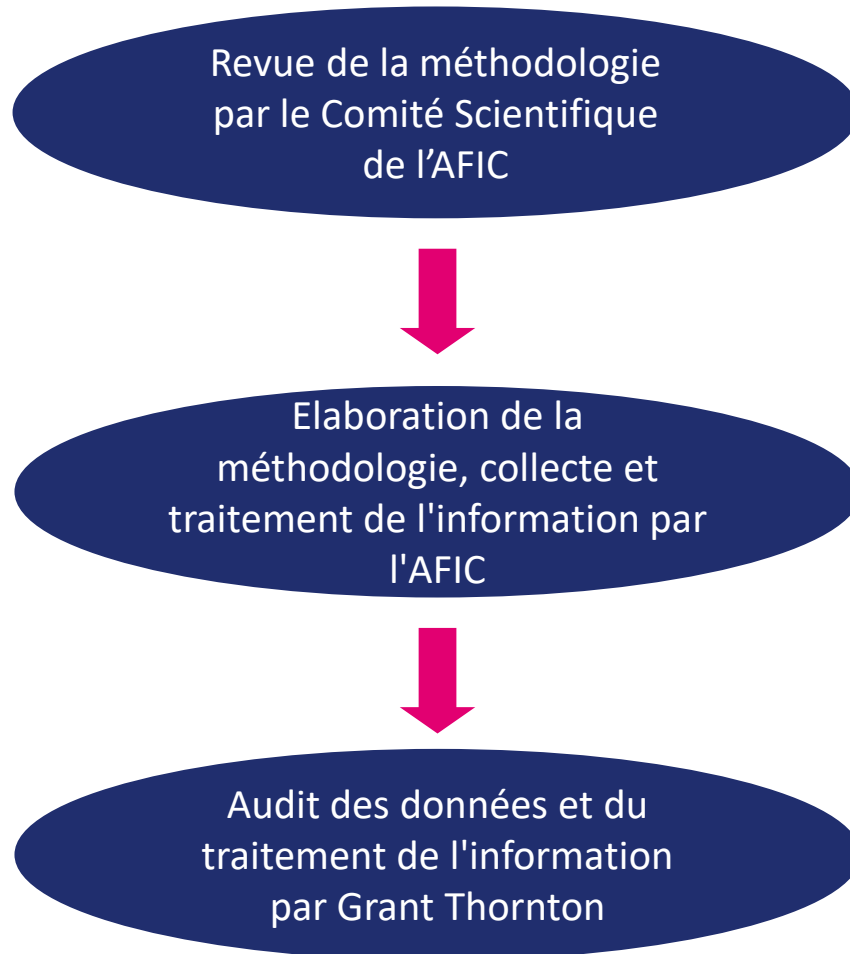 Revue de la méthodologie
par le Comité Scientifique
de l’AFIC
Elaboration de la
méthodologie, collecte et
traitement de l'information par
l'AFIC
Audit des données et du
traitement de l'information
par Grant Thornton